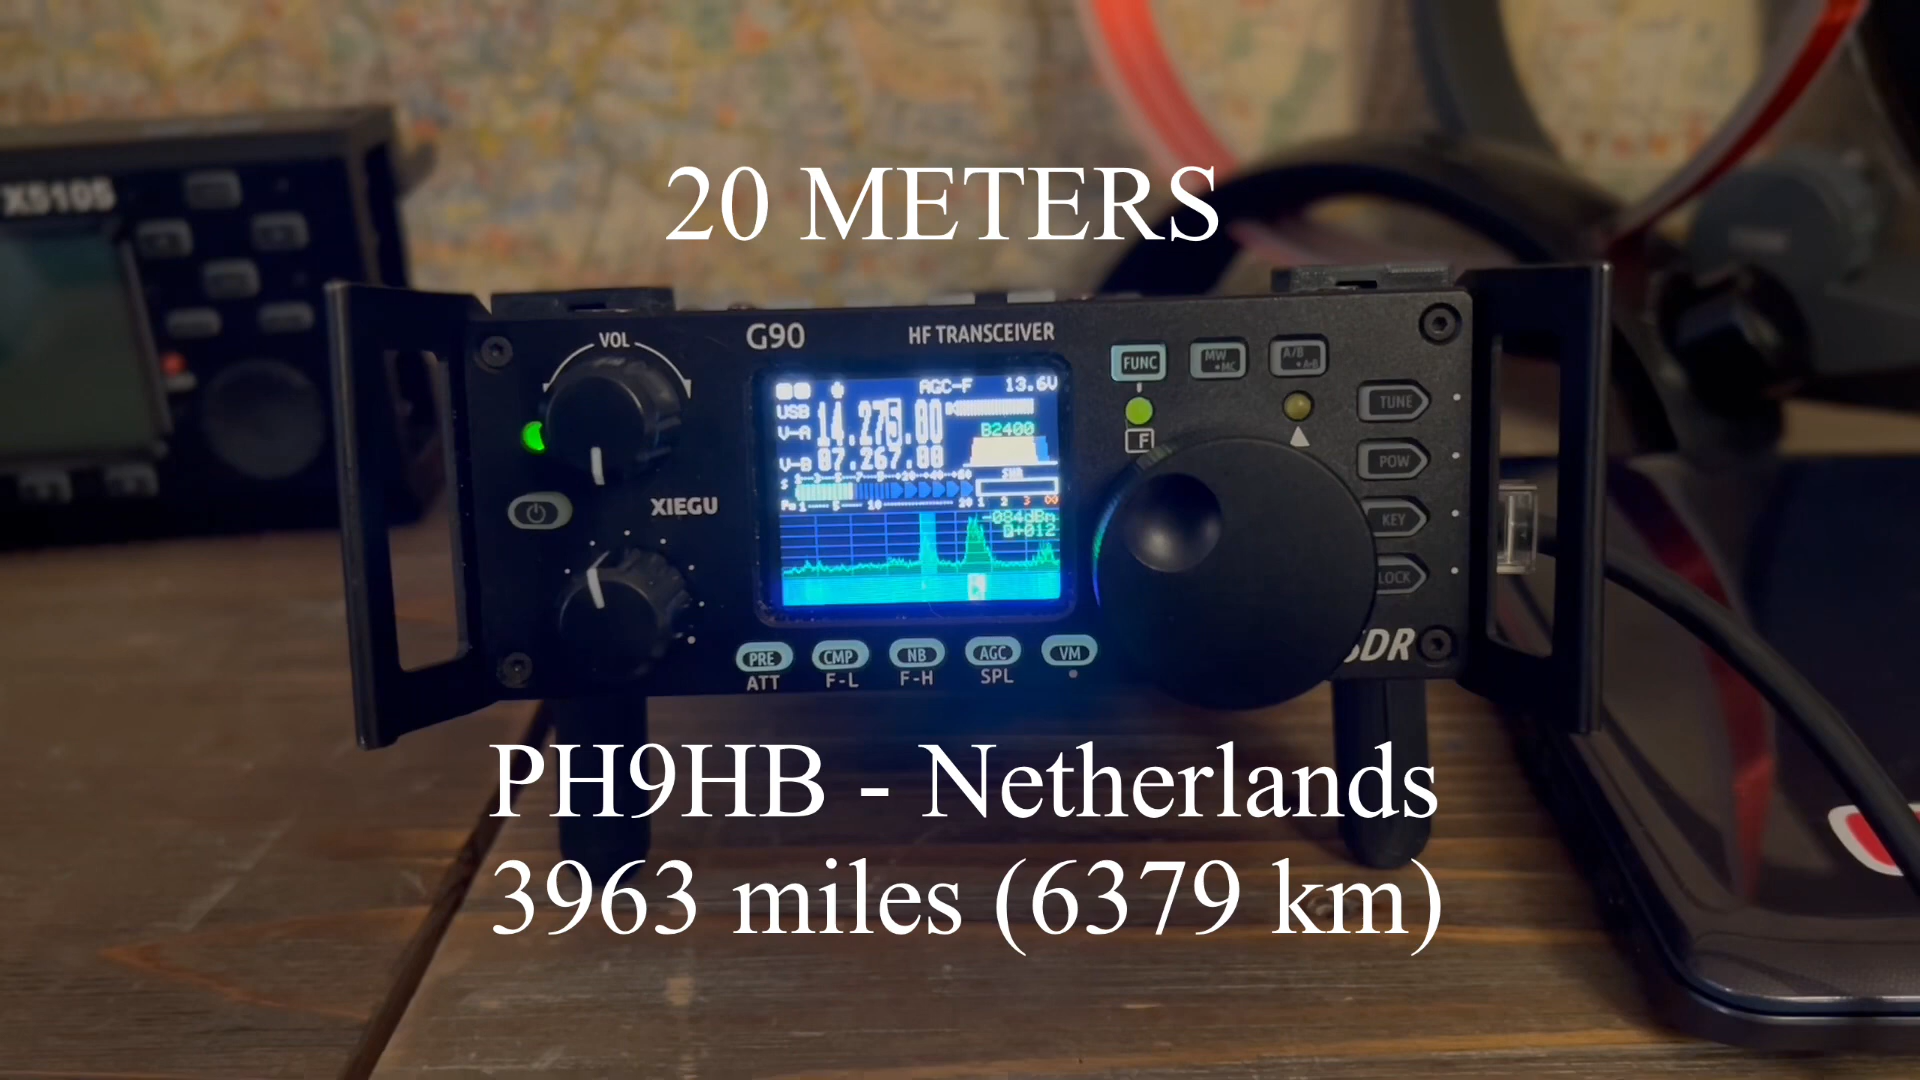 20 METERS
X5105
VOL
G90
HF TRANSCEIVER
FUNC
MW
A/B
AGC-F 13.6V
USB 14.275.00
V-A
B2400
V-B 07.267.00
F
TUNE
POW
KEY
LOCK
XIEGU
-084dBm
Q+012
SDR
PRE CMP NB AGC VM
ATT F-L F-H SPL
PH9HB - Netherlands
3963 miles (6379 km)